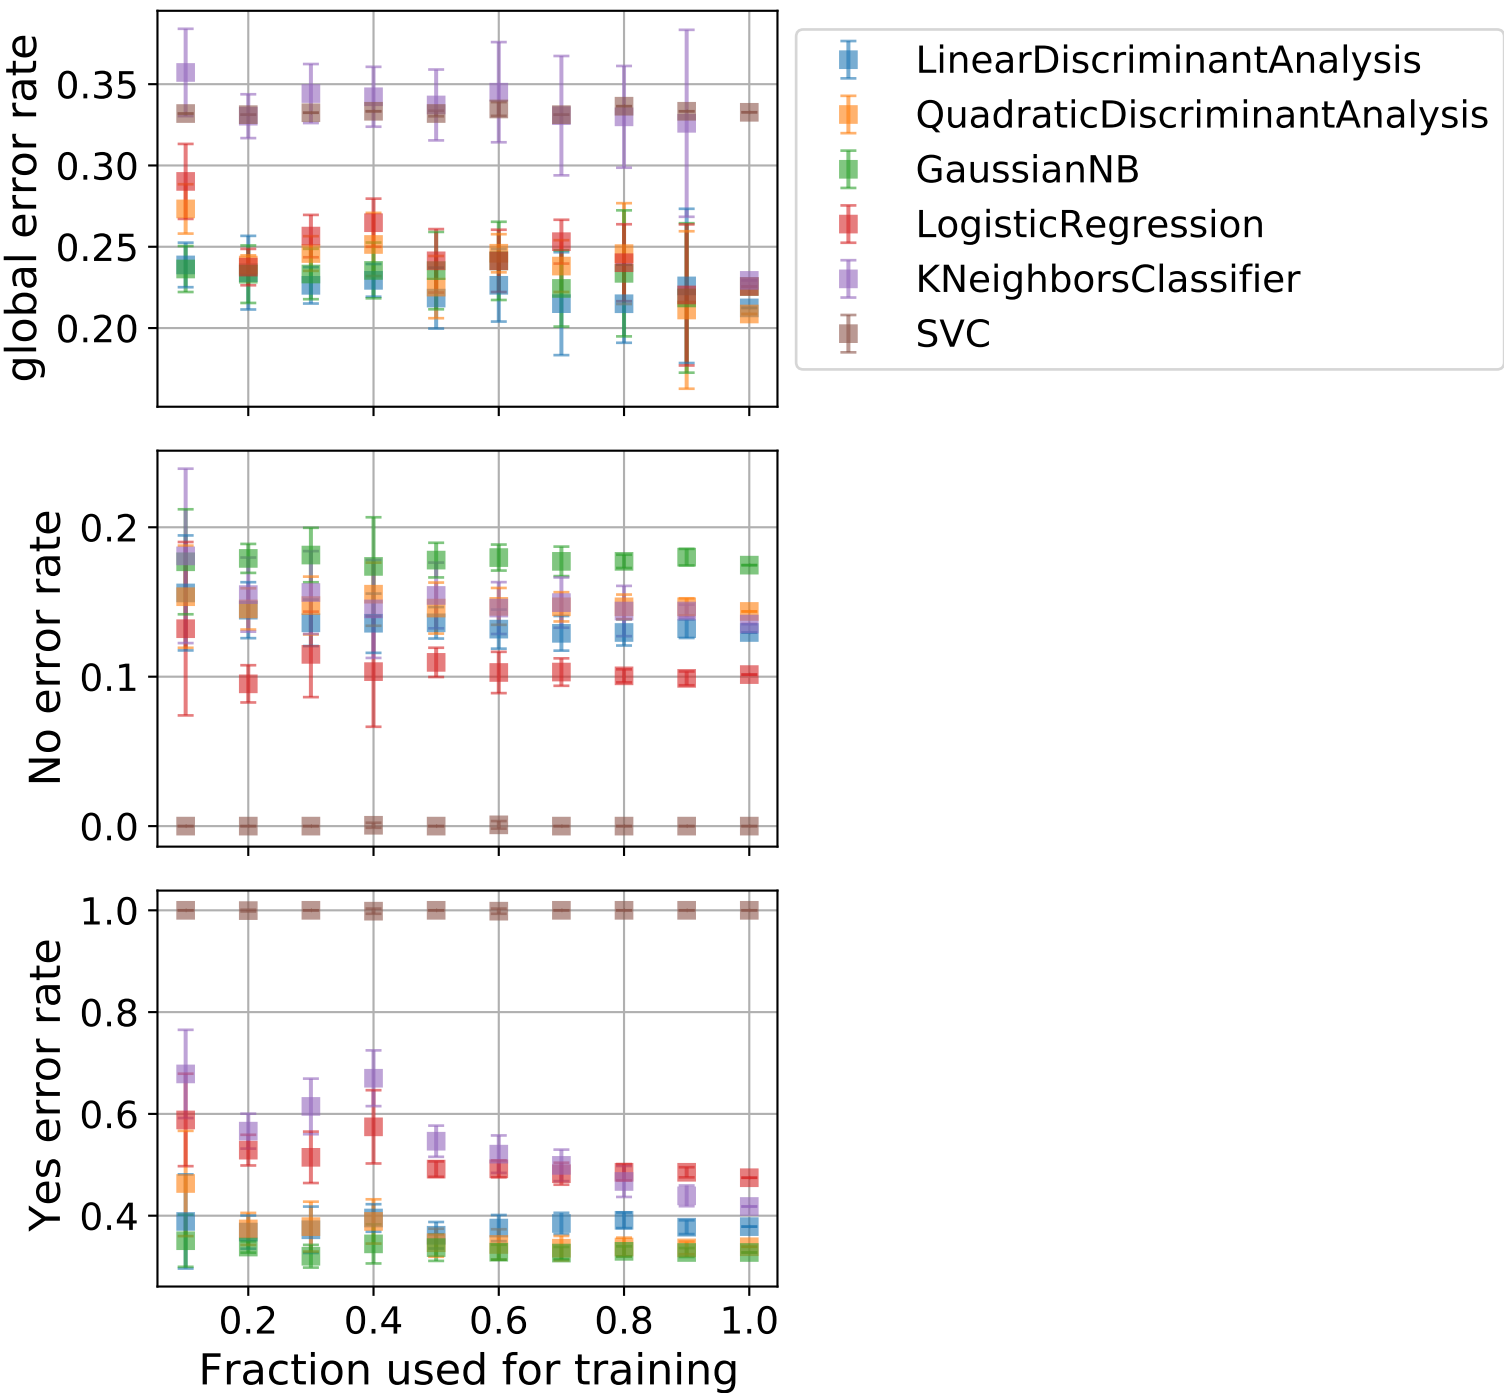 global error rate
0.35
0.30
0.25
0.20
LinearDiscriminantAnalysis
QuadraticDiscriminantAnalysis
GaussianNB
LogisticRegression
KNeighborsClassifier
SVC
No error rate
0.2
0.1
0.0
Yes error rate
1.0
0.8
0.6
0.4
0.2 0.4 0.6 0.8 1.0
Fraction used for training